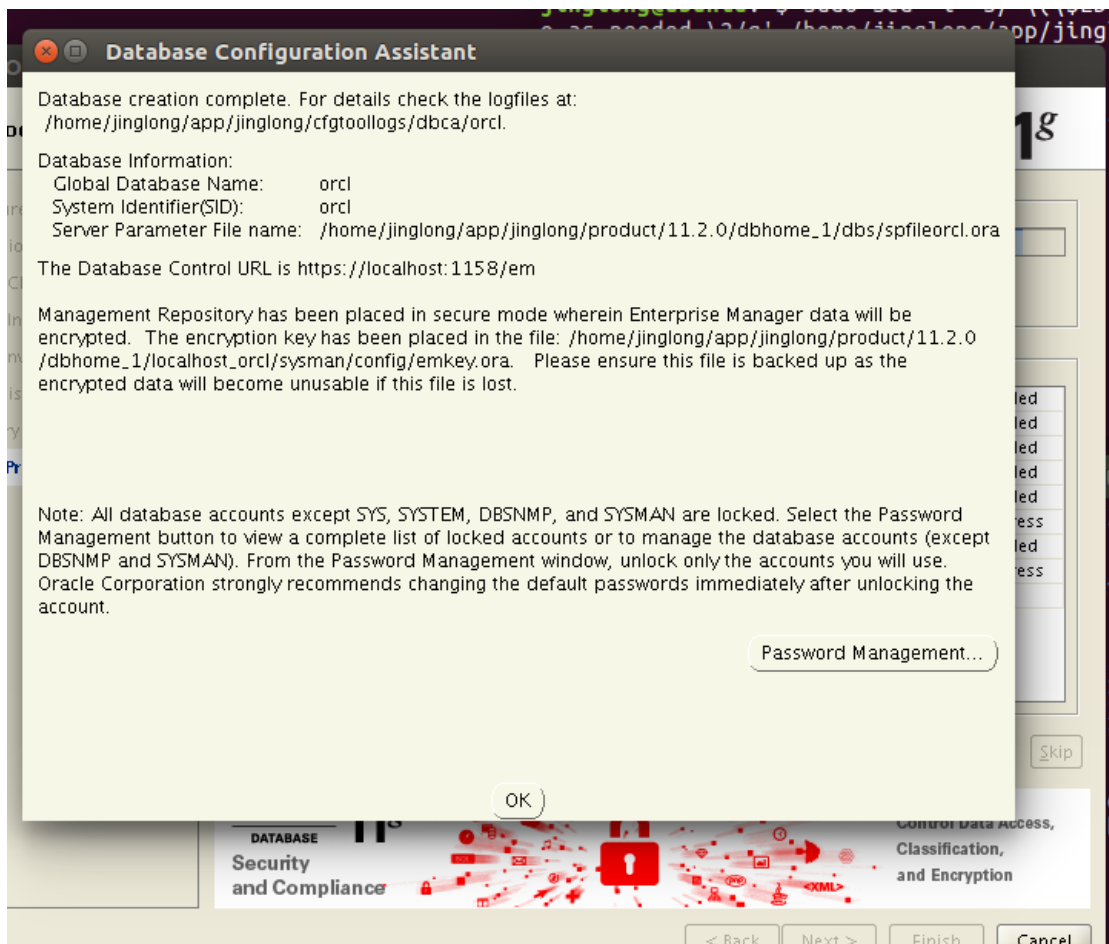 Database Configuration Assistant
Database creation complete. For details check the logfiles at:
/home/jinglong/app/jinglong/cfgtoollogs/dbca/orcl.
Database Information:
Global Database Name: orcl
System Identifier(SID): orcl
Server Parameter File name: /home/jinglong/app/jinglong/product/11.2.0/dbhome_1/dbs/spfileorcl.ora
The Database Control URL is https://localhost:1158/em
Management Repository has been placed in secure mode wherein Enterprise Manager data will be
encrypted. The encryption key has been placed in the file: /home/jinglong/app/jinglong/product/11.2.0
/dbhome_1/localhost_orcl/sysman/config/emkey.ora. Please ensure this file is backed up as the
encrypted data will become unusable if this file is lost.
Note: All database accounts except SYS, SYSTEM, DBSNMP, and SYSMAN are locked. Select the Password
Management button to view a complete list of locked accounts or to manage the database accounts (except
DBSNMP and SYSMAN). From the Password Management window, unlock only the accounts you will use.
Oracle Corporation strongly recommends changing the default passwords immediately after unlocking the
account.
Password Management...
OK
Skip
DATABASE
Security
and Compliance
<XML>
Control Data Access,
Classification,
and Encryption
< Back Next > Finish Cancel